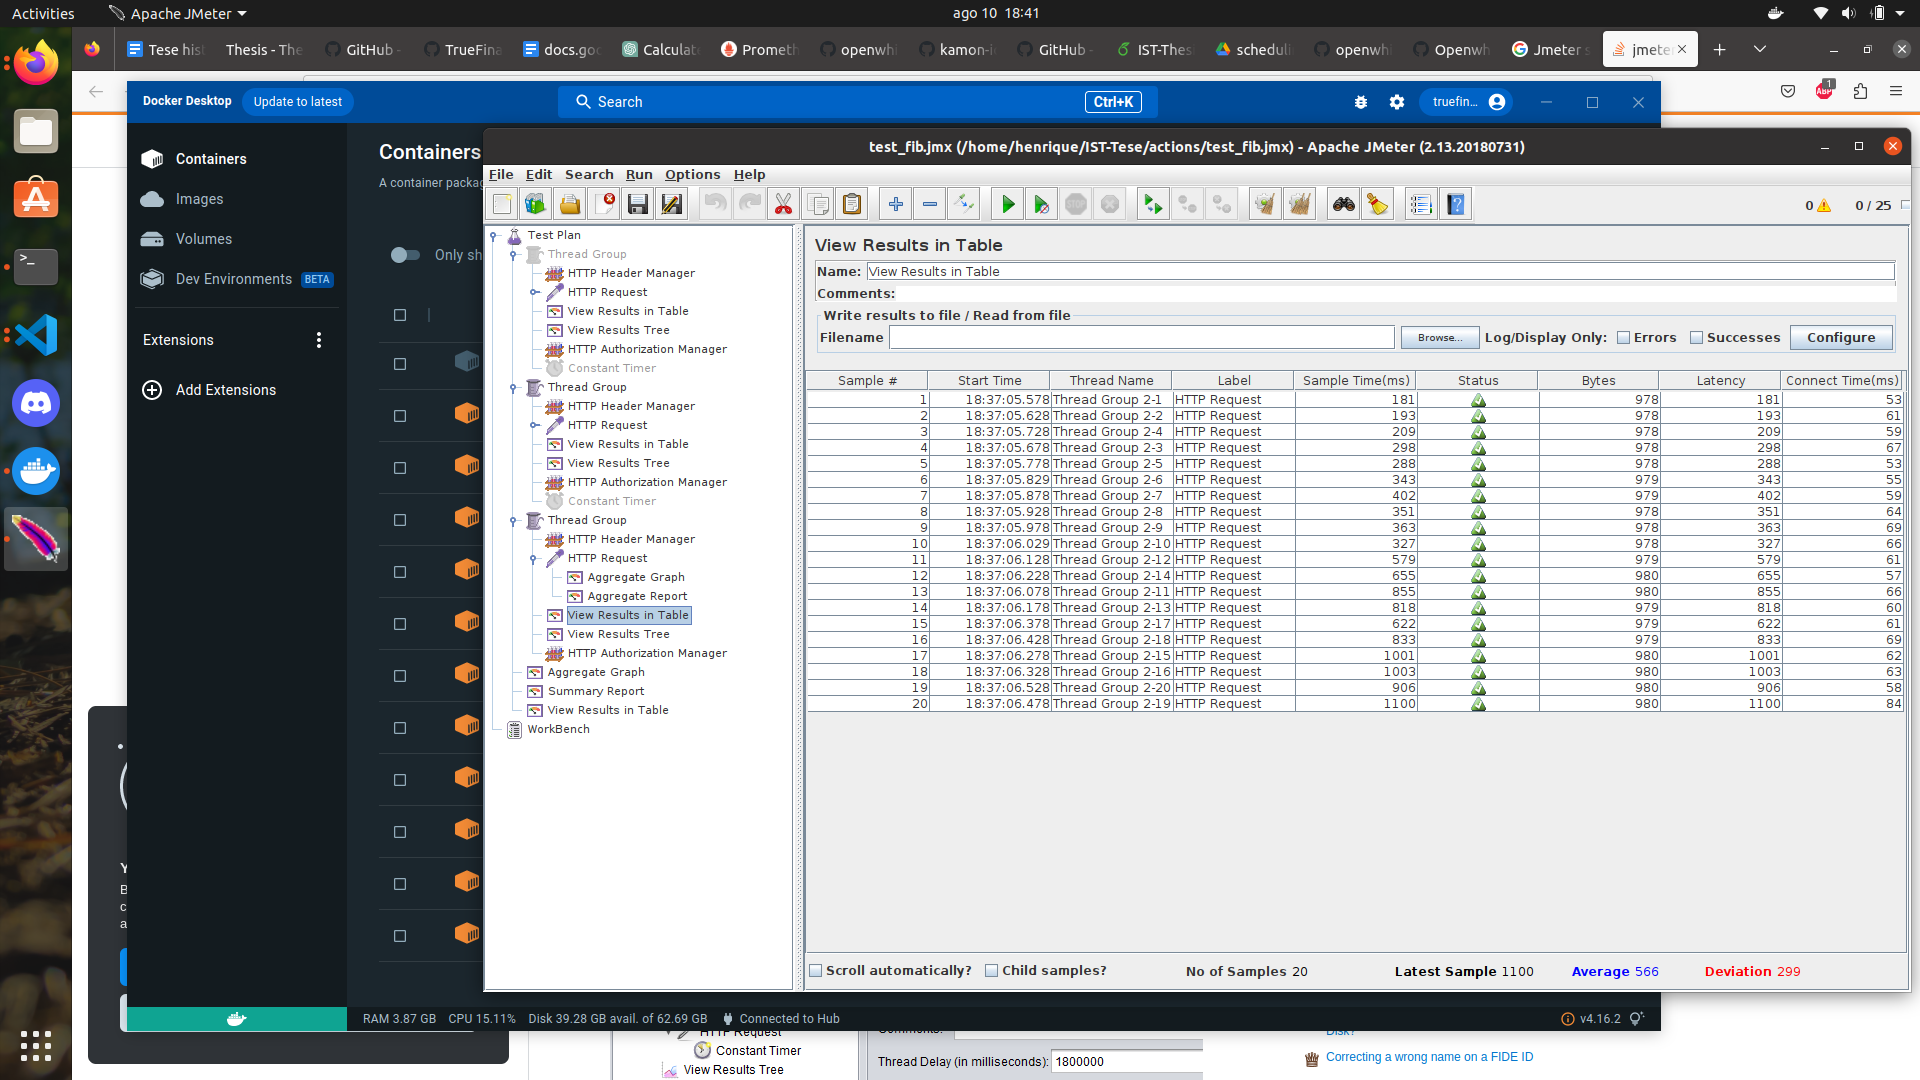 Activities
Apache JMeter
ago 10 18:41
Tese his
Thesis - The
GitHub -
TrueFina
docs.goo
Calculat
Prometh
openwhi
kamon-i
GitHub -
IST-Thes
scheduli
openwhi
Openwh
Jmeter s
jmeter
Docker Desktop
Update to latest
Search
Ctrl+K
truefin...
ABP
1
Containers
Images
Volumes
Dev Environments BETA
Extensions
Add Extensions
Containers
A container packag
Only sh
test_fib.jmx (/home/henrique/IST-Tese/actions/test_fib.jmx) - Apache JMeter (2.13.20180731)
File Edit Search Run Options Help
0
0 / 25
Test Plan
Thread Group
HTTP Header Manager
HTTP Request
View Results in Table
View Results Tree
HTTP Authorization Manager
Constant Timer
Thread Group
HTTP Header Manager
HTTP Request
View Results in Table
View Results Tree
HTTP Authorization Manager
Constant Timer
Thread Group
HTTP Header Manager
HTTP Request
Aggregate Graph
Aggregate Report
View Results in Table
View Results Tree
HTTP Authorization Manager
Aggregate Graph
Summary Report
View Results in Table
WorkBench
View Results in Table
Name: View Results in Table
Comments:
Write results to file / Read from file
Filename Browse... Log/Display Only: Errors Successes Configure
Sample # Start Time Thread Name Label Sample Time(ms) Status Bytes Latency Connect Time(ms)
1 18:37:05.578 Thread Group 2-1 HTTP Request 181 978 181 53
2 18:37:05.628 Thread Group 2-2 HTTP Request 193 978 193 61
3 18:37:05.728 Thread Group 2-4 HTTP Request 209 978 209 59
4 18:37:05.678 Thread Group 2-3 HTTP Request 298 978 298 67
5 18:37:05.778 Thread Group 2-5 HTTP Request 288 978 288 53
6 18:37:05.829 Thread Group 2-6 HTTP Request 343 979 343 55
7 18:37:05.878 Thread Group 2-7 HTTP Request 402 979 402 59
8 18:37:05.928 Thread Group 2-8 HTTP Request 351 978 351 64
9 18:37:05.978 Thread Group 2-9 HTTP Request 363 978 363 69
10 18:37:06.029 Thread Group 2-10 HTTP Request 327 978 327 66
11 18:37:06.128 Thread Group 2-12 HTTP Request 579 979 579 61
12 18:37:06.228 Thread Group 2-14 HTTP Request 655 980 655 57
13 18:37:06.078 Thread Group 2-11 HTTP Request 855 980 855 66
14 18:37:06.178 Thread Group 2-13 HTTP Request 818 979 818 60
15 18:37:06.378 Thread Group 2-17 HTTP Request 622 979 622 61
16 18:37:06.428 Thread Group 2-18 HTTP Request 833 979 833 69
17 18:37:06.278 Thread Group 2-15 HTTP Request 1001 980 1001 62
18 18:37:06.328 Thread Group 2-16 HTTP Request 1003 980 1003 63
19 18:37:06.528 Thread Group 2-20 HTTP Request 906 980 906 58
20 18:37:06.478 Thread Group 2-19 HTTP Request 1100 980 1100 84
Scroll automatically? Child samples? No of Samples 20 Latest Sample 1100 Average 566 Deviation 299
RAM 3.87 GB CPU 15.11% Disk 39.28 GB avail. of 62.69 GB Connected to Hub
v4.16.2
HTTP Request
Constant Timer
View Results Tree
Comments:
Thread Delay (in milliseconds): 1800000
Disk?
Correcting a wrong name on a FIDE ID